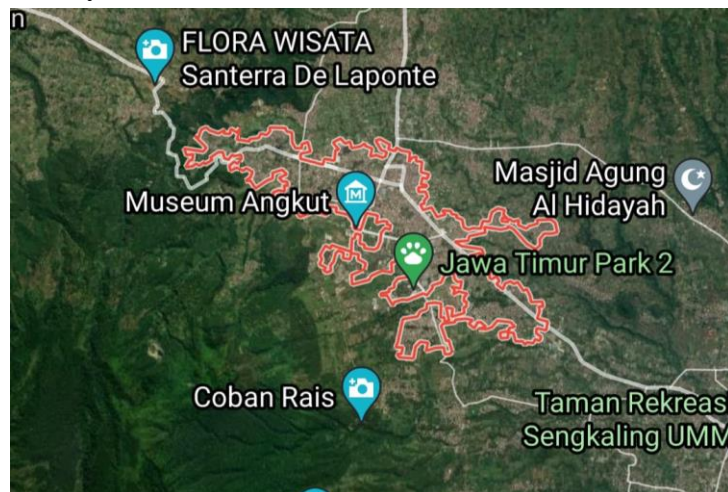 n
FLORA WISATA
Santerra De Laponte
Masjid Agung
Al Hidayah
Museum Angkut
M
Jawa Timur Park 2
Coban Rais
Taman Rekreas
Sengkaling UMM